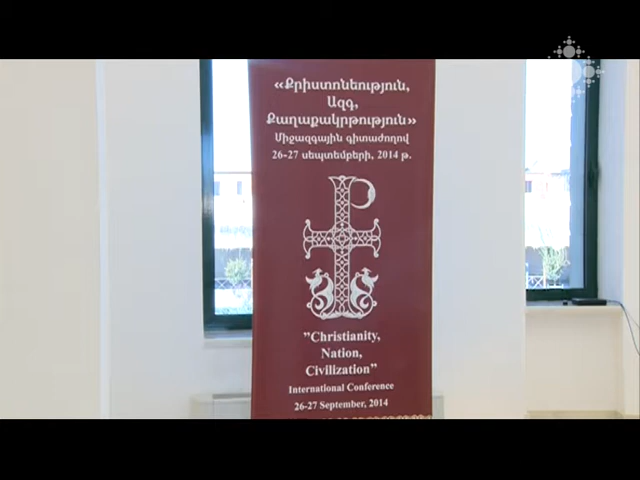 «Քրիստոնեություն,
Ազգ,
Քաղաքակրթություն»
Միջազգային գիտաժողով
26-27 սեպտեմբերի, 2014 թ.
"Christianity,
Nation,
Civilization"
International Conference
26-27 September, 2014